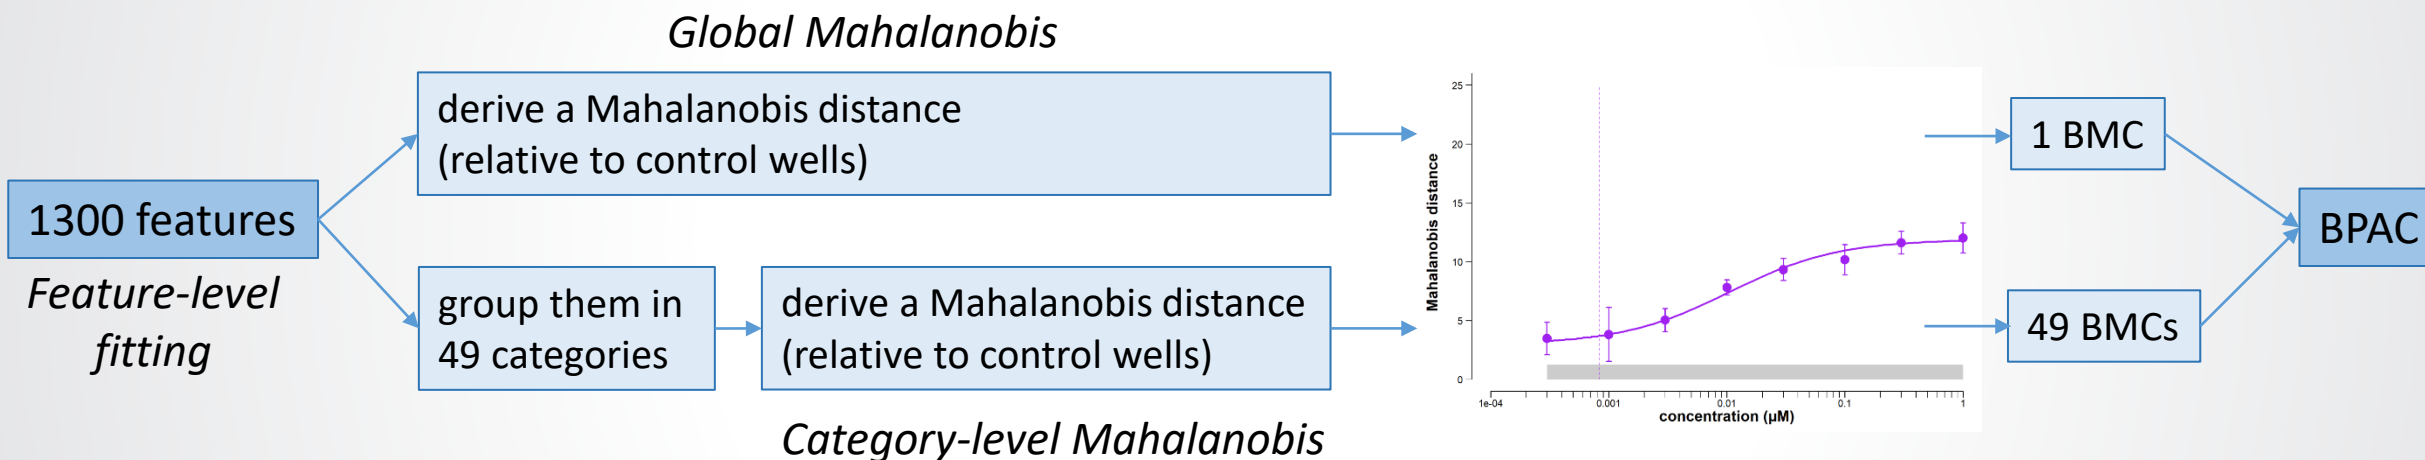 Global Mahalanobis
derive a Mahalanobis distance
(relative to control wells)
1300 features
Feature-level
fitting
group them in
49 categories
derive a Mahalanobis distance
(relative to control wells)
Category-level Mahalanobis
25
20
15
10
5
0
Mahalanobis distance
1e-04
0.001
0.01
0.1
1
concentration (µM)
1 BMC
49 BMCs
BPAC